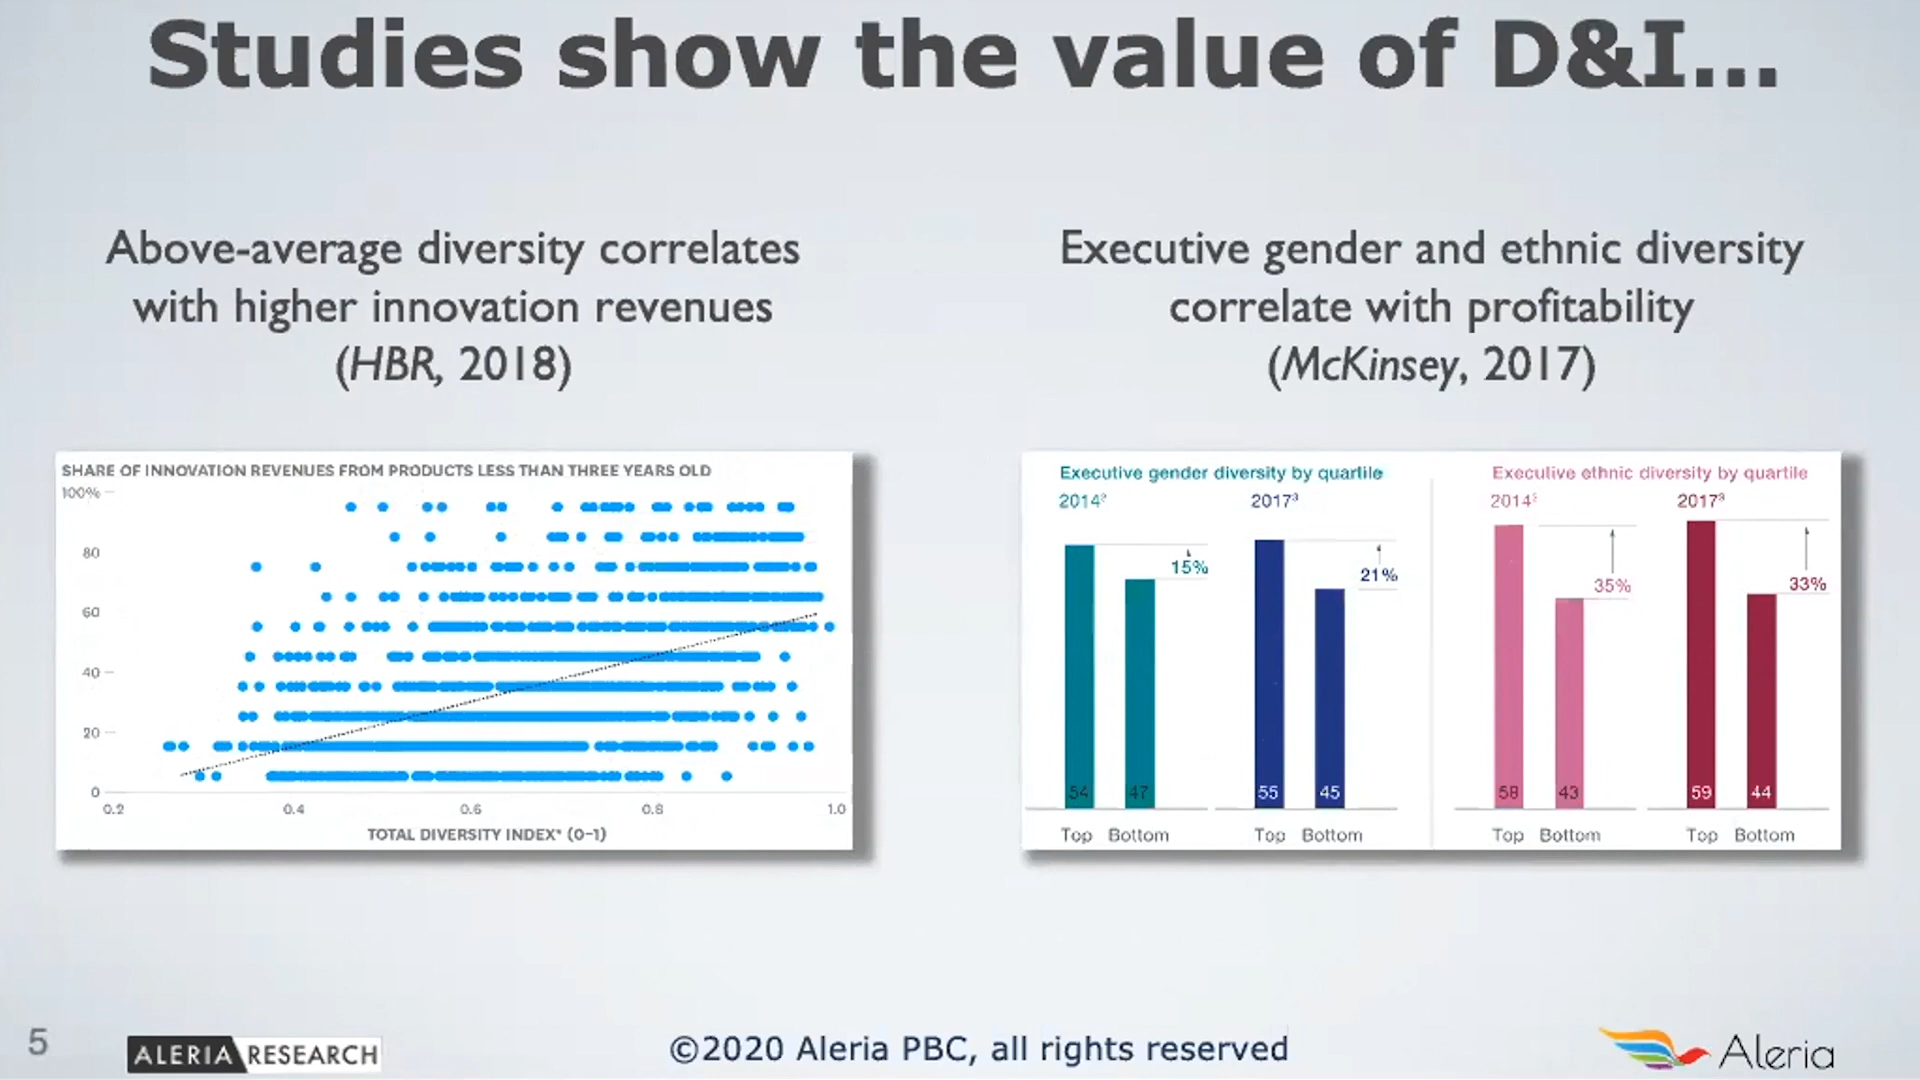 Studies show the value of D&I...
Above-average diversity correlates
with higher innovation revenues
(HBR, 2018)
Executive gender and ethnic diversity
correlate with profitability
(McKinsey, 2017)
SHARE OF INNOVATION REVENUES FROM PRODUCTS LESS THAN THREE YEARS OLD
100%
80
60
40
20
0
0.2 0.4 0.6 0.8 1.0
TOTAL DIVERSITY INDEX* (0–1)
Executive gender diversity by quartile
2014² 2017³
15% 21%
54 47 55 45
Top Bottom Top Bottom
Executive ethnic diversity by quartile
2014² 2017³
35% 33%
58 43 59 44
Top Bottom Top Bottom
5
ALERIA RESEARCH
©2020 Aleria PBC, all rights reserved
Aleria